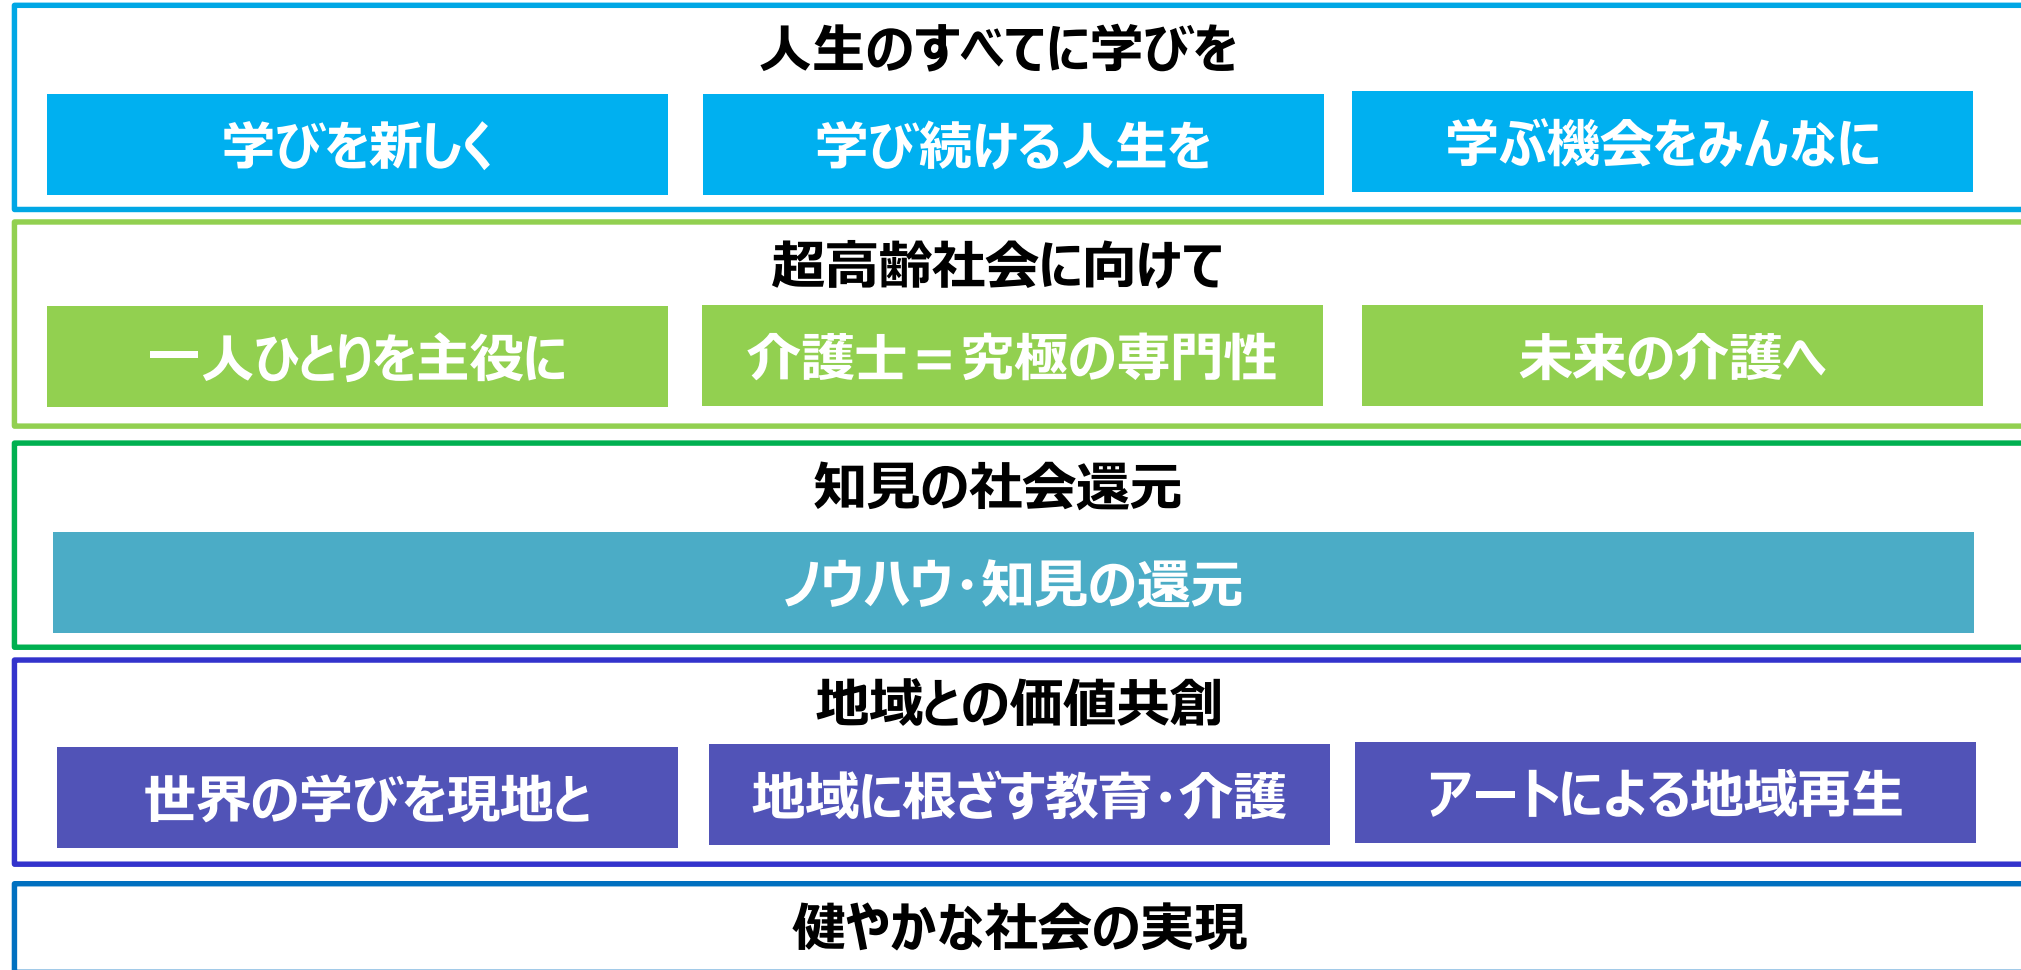 人生のすべてに学びを
学びを新しく
学び続ける人生を
学ぶ機会をみんなに
超高齢社会に向けて
一人ひとりを主役に
介護士＝究極の専門性
未来の介護へ
知見の社会還元
ノウハウ・知見の還元
地域との価値共創
世界の学びを現地と
地域に根ざす教育・介護
アートによる地域再生
健やかな社会の実現